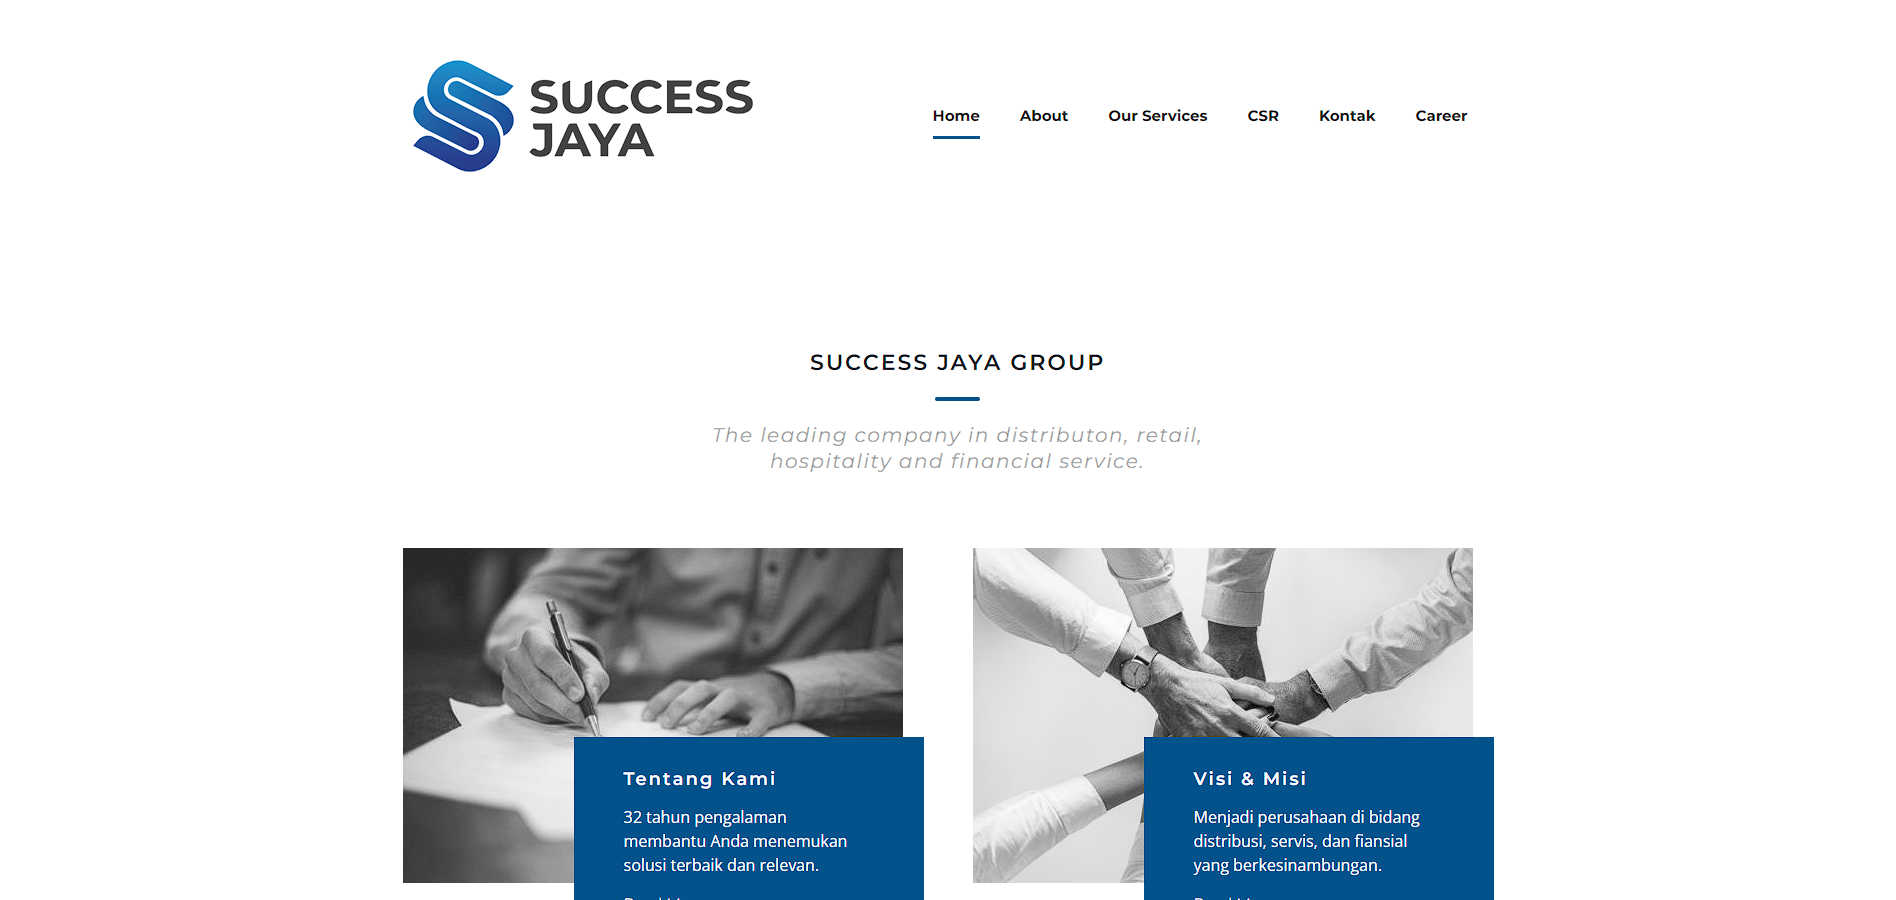 SUCCESS
JAYA
Home About Our Services CSR Kontak Career
SUCCESS JAYA GROUP
The leading company in distributon, retail,
hospitality and financial service.
Tentang Kami
32 tahun pengalaman
membantu Anda menemukan
solusi terbaik dan relevan.
Visi & Misi
Menjadi perusahaan di bidang
distribusi, servis, dan fiansial
yang berkesinambungan.